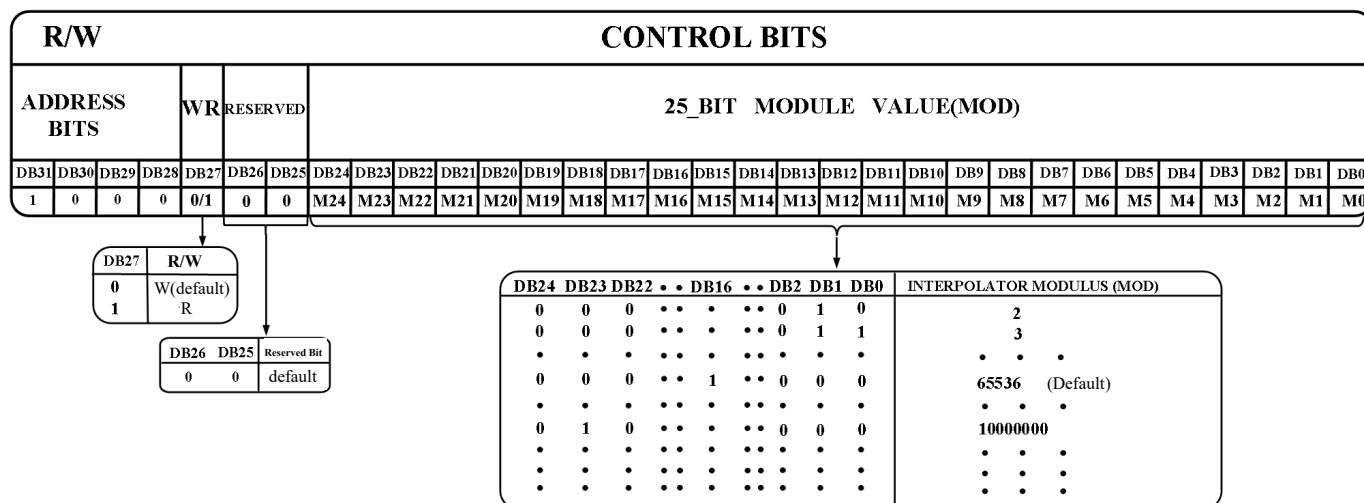 R/W CONTROL BITS
ADDRESS BITS WR RESERVED 25_BIT MODULE VALUE(MOD)
DB31 DB30 DB29 DB28 DB27 DB26 DB25 DB24 DB23 DB22 DB21 DB20 DB19 DB18 DB17 DB16 DB15 DB14 DB13 DB12 DB11 DB10 DB9 DB8 DB7 DB6 DB5 DB4 DB3 DB2 DB1 DB0
1 0 0 0 0/1 0 0 M24 M23 M22 M21 M20 M19 M18 M17 M16 M15 M14 M13 M12 M11 M10 M9 M8 M7 M6 M5 M4 M3 M2 M1 M0
DB27 R/W
0 W(default)
1 R
DB26 DB25 Reserved Bit
0 0 default
DB24 DB23 DB22 • • DB16 • • DB2 DB1 DB0 INTERPOLATOR MODULUS (MOD)
0 0 0 • • • • • 0 1 0 2
0 0 0 • • • • • 0 1 1 3
• • • • • • • • • • • • • •
0 0 0 • • 1 • • 0 0 0 65536 (Default)
• • • • • • • • • • • • • •
0 1 0 • • • • • 0 0 0 10000000
• • • • • • • • • • • • • •
• • • • • • • • • • • • • •
• • • • • • • • • • • • • •